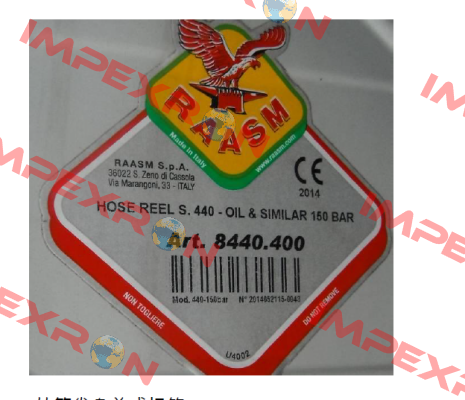 RAASM
Made in Italy
www.raasm.com
RAASM S.p.A.
36022 S. Zeno di Cassola
Via Marangoni, 33 - ITALY
CE
2014
HOSE REEL S. 440 - OIL & SIMILAR 150 BAR
Art. 8440.400
Mod. 440-150bar
NON TOGLIERE
DO NOT REMOVE
U4002
IMPEXRON